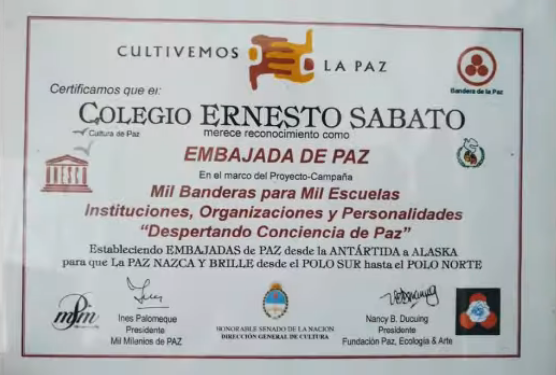 CULTIVEMOS LA PAZ
Bandera de la Paz
Certificamos que el:
COLEGIO ERNESTO SABATO
Cultura de Paz
merece reconocimiento como
UNESCO
EMBAJADA DE PAZ
En el marco del Proyecto-Campaña
Mil Banderas para Mil Escuelas
Instituciones, Organizaciones y Personalidades
“Despertando Conciencia de Paz”
Estableciendo EMBAJADAS de PAZ desde la ANTÁRTIDA a ALASKA
para que La PAZ NAZCA Y BRILLE desde el POLO SUR hasta el POLO NORTE
mpm
Ines Palomeque
Presidente
Mil Milenios de PAZ
HONORABLE SENADO DE LA NACION
DIRECCIÓN GENERAL DE CULTURA
Nancy B. Ducuing
Presidente
Fundación Paz, Ecología & Arte